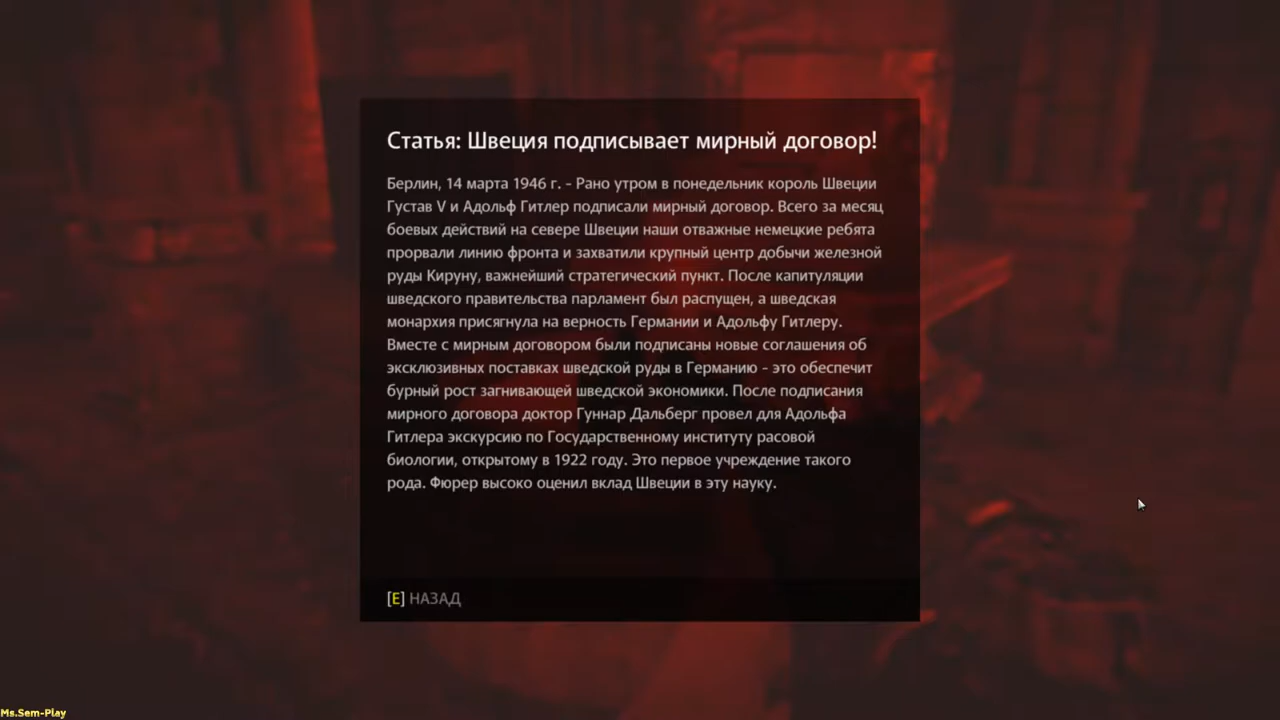 Статья: Швеция подписывает мирный договор!
Берлин, 14 марта 1946 г. - Рано утром в понедельник король Швеции
Густав V и Адольф Гитлер подписали мирный договор. Всего за месяц
боевых действий на севере Швеции наши отважные немецкие ребята
прорвали линию фронта и захватили крупный центр добычи железной
руды Кируну, важнейший стратегический пункт. После капитуляции
шведского правительства парламент был распущен, а шведская
монархия присягнула на верность Германии и Адольфу Гитлеру.
Вместе с мирным договором были подписаны новые соглашения об
эксклюзивных поставках шведской руды в Германию - это обеспечит
бурный рост загнивающей шведской экономики. После подписания
мирного договора доктор Гуннар Дальберг провел для Адольфа
Гитлера экскурсию по Государственному институту расовой
биологии, открытому в 1922 году. Это первое учреждение такого
рода. Фюрер высоко оценил вклад Швеции в эту науку.
[E] НАЗАД
Ms.Sem-Play